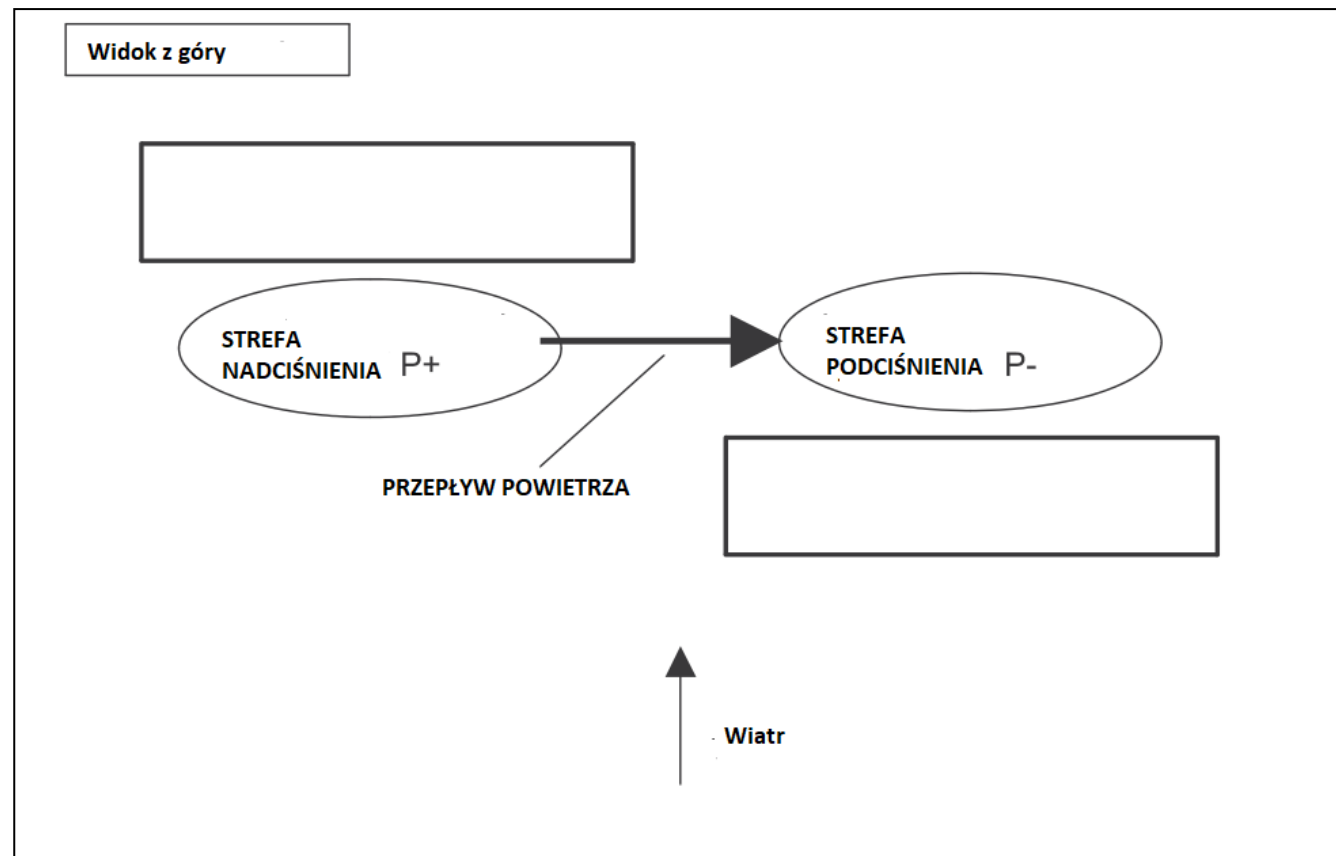 Widok z góry
STREFA
NADCIŚNIENIA P+
STREFA
PODCIŚNIENIA P-
PRZEPŁYW POWIETRZA
Wiatr